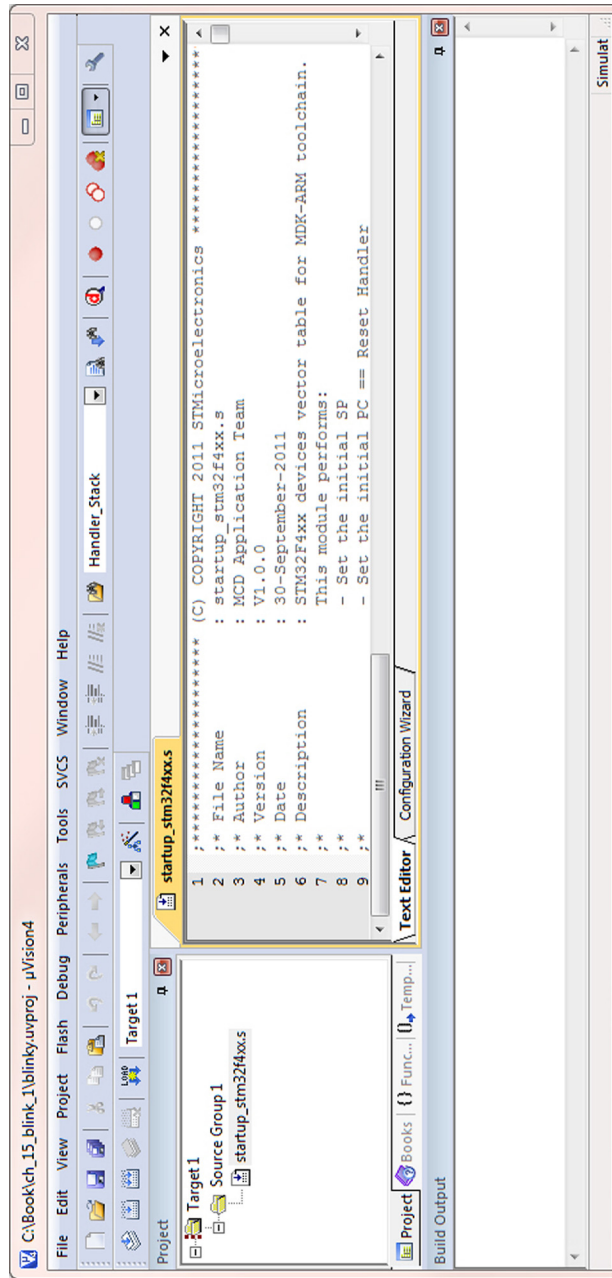 C:\Book\ch_15_blink_1\blinky.uvproj - µVision4
File Edit View Project Flash Debug Peripherals Tools SVCS Window Help
Handler_Stack
LOAD
Target 1
Project
Target 1
Source Group 1
startup_stm32f4xx.s
Project Books {} Func... 0 Temp...
startup_stm32f4xx.s
1 ;******************** (C) COPYRIGHT 2011 STMicroelectronics ********************
2 ;* File Name : startup_stm32f4xx.s
3 ;* Author : MCD Application Team
4 ;* Version : V1.0.0
5 ;* Date : 30-September-2011
6 ;* Description : STM32F4xx devices vector table for MDK-ARM toolchain.
7 ;* This module performs:
8 ;* - Set the initial SP
9 ;* - Set the initial PC == Reset Handler
Text Editor Configuration Wizard
Build Output
Simulat